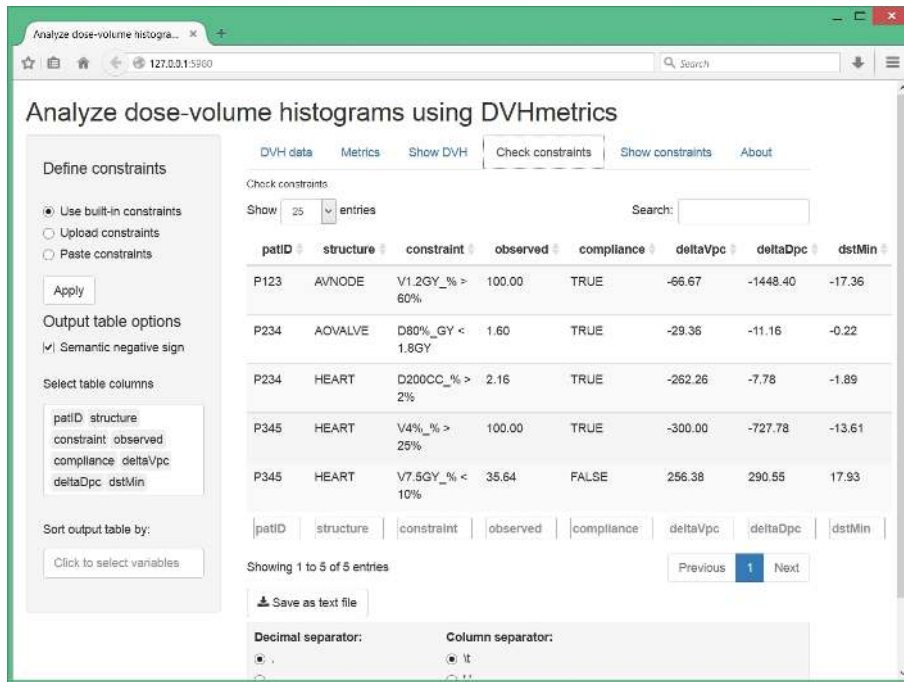 Analyze dose-volume histogra... × +
127.0.0.1:5960 Search
Analyze dose-volume histograms using DVHmetrics
Define constraints
Use built-in constraints
Upload constraints
Paste constraints
Apply
Output table options
Semantic negative sign
Select table columns
patID structure
constraint observed
compliance deltaVpc
deltaDpc dstMin
Sort output table by:
Click to select variables
DVH data Metrics Show DVH Check constraints Show constraints About
Check constraints
Show 25 entries Search:
patID structure constraint observed compliance deltaVpc deltaDpc dstMin
P123 AVNODE V1.2GY_% > 100.00 TRUE -66.67 -1448.40 -17.36
60%
P234 AOVALVE D80%_GY < 1.60 TRUE -29.36 -11.16 -0.22
1.8GY
P234 HEART D200CC_% > 2.16 TRUE -262.26 -7.78 -1.89
2%
P345 HEART V4%_% > 100.00 TRUE -300.00 -727.78 -13.61
25%
P345 HEART V7.5GY_% < 35.64 FALSE 256.38 290.55 17.93
10%
patID structure constraint observed compliance deltaVpc deltaDpc dstMin
Showing 1 to 5 of 5 entries Previous 1 Next
Save as text file
Decimal separator: Column separator:
. \t